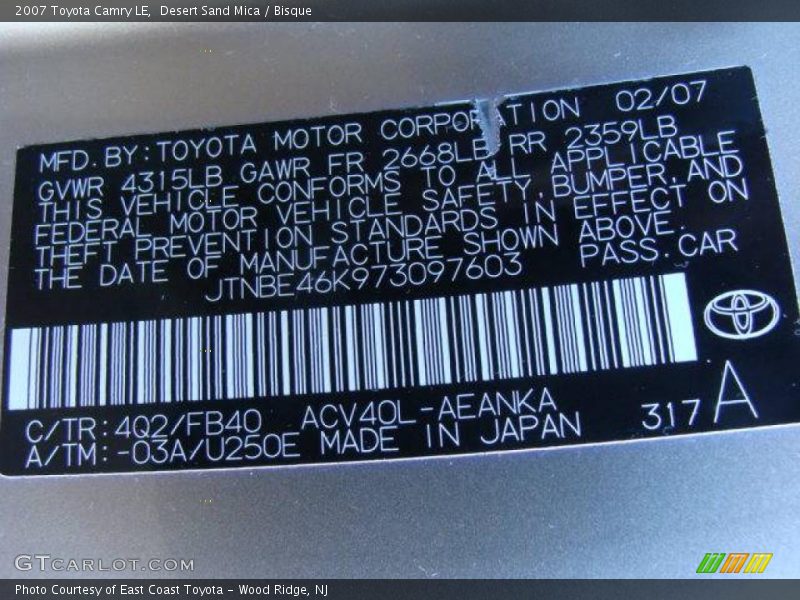 2007 Toyota Camry LE,  Desert Sand Mica / Bisque
MFD. BY: TOYOTA MOTOR CORPORATION 02/07
GVWR 4315LB GAWR FR 2668LB RR 2359LB
THIS VEHICLE CONFORMS TO ALL APPLICABLE
FEDERAL MOTOR VEHICLE SAFETY, BUMPER, AND
THEFT PREVENTION STANDARDS IN EFFECT ON
THE DATE OF MANUFACTURE SHOWN ABOVE.
JTNBE46K973097603 PASS. CAR
C/TR: 4Q2/FB40 ACV40L-AEANKA
A/TM: -03A/U250E MADE IN JAPAN 317 A
GTCARLOT.COM
Photo Courtesy of East Coast Toyota - Wood Ridge, NJ